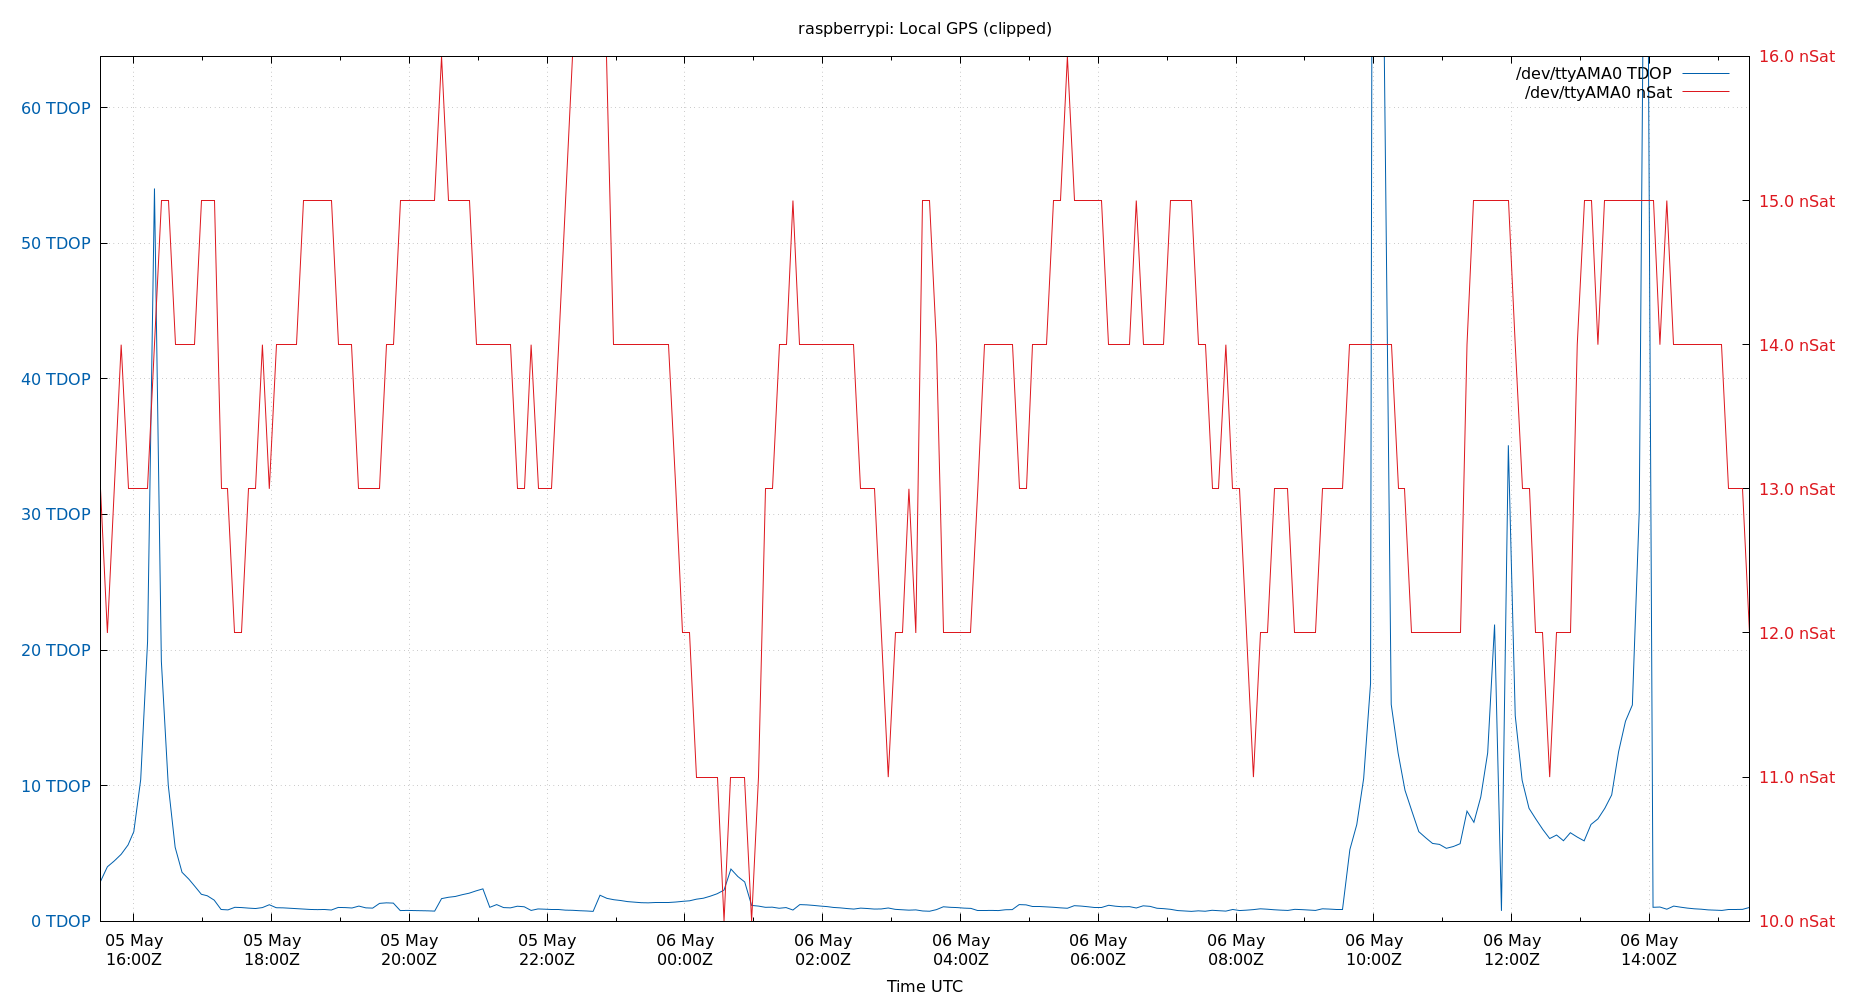 raspberrypi: Local GPS (clipped)
/dev/ttyAMA0 TDOP
/dev/ttyAMA0 nSat
60 TDOP
50 TDOP
40 TDOP
30 TDOP
20 TDOP
10 TDOP
0 TDOP
16.0 nSat
15.0 nSat
14.0 nSat
13.0 nSat
12.0 nSat
11.0 nSat
10.0 nSat
05 May
16:00Z
05 May
18:00Z
05 May
20:00Z
05 May
22:00Z
06 May
00:00Z
06 May
02:00Z
06 May
04:00Z
06 May
06:00Z
06 May
08:00Z
06 May
10:00Z
06 May
12:00Z
06 May
14:00Z
Time UTC